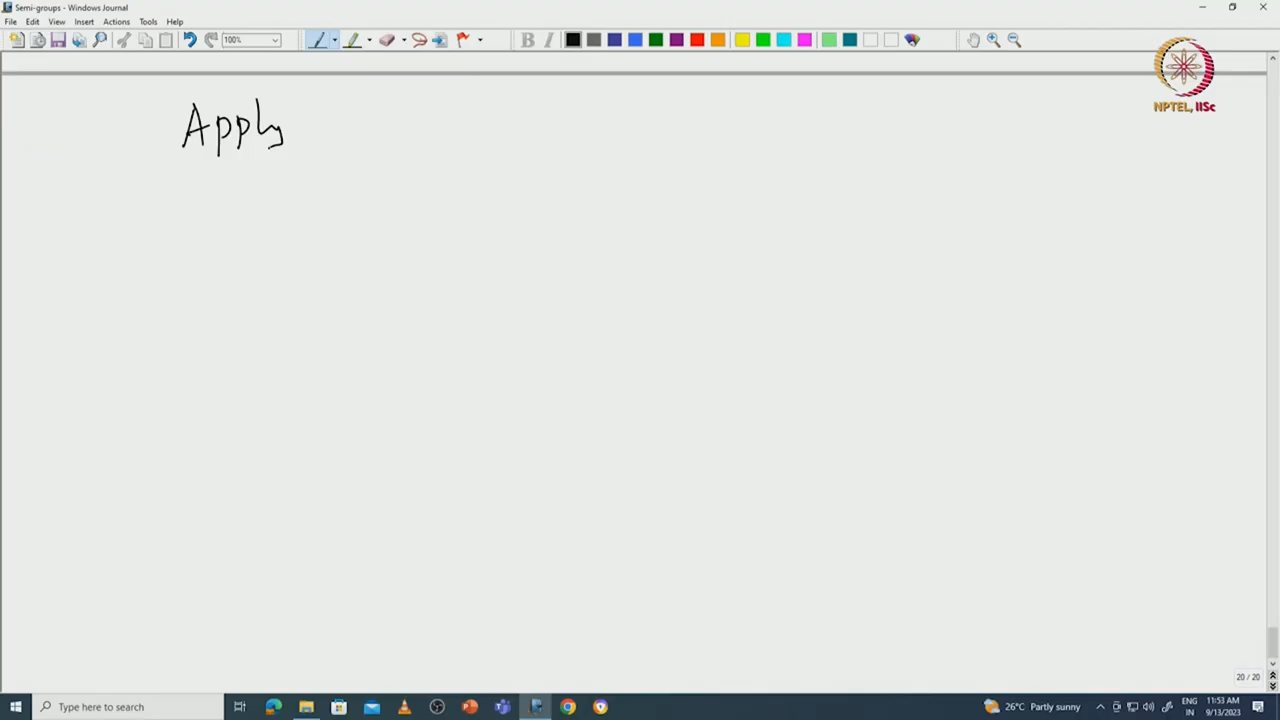 Semi-groups - Windows Journal
File Edit View Insert Actions Tools Help
100%
B I
NPTEL, IISc
Apply
20 / 20
Type here to search
26°C Partly sunny
ENG
IN
11:53 AM
9/13/2023